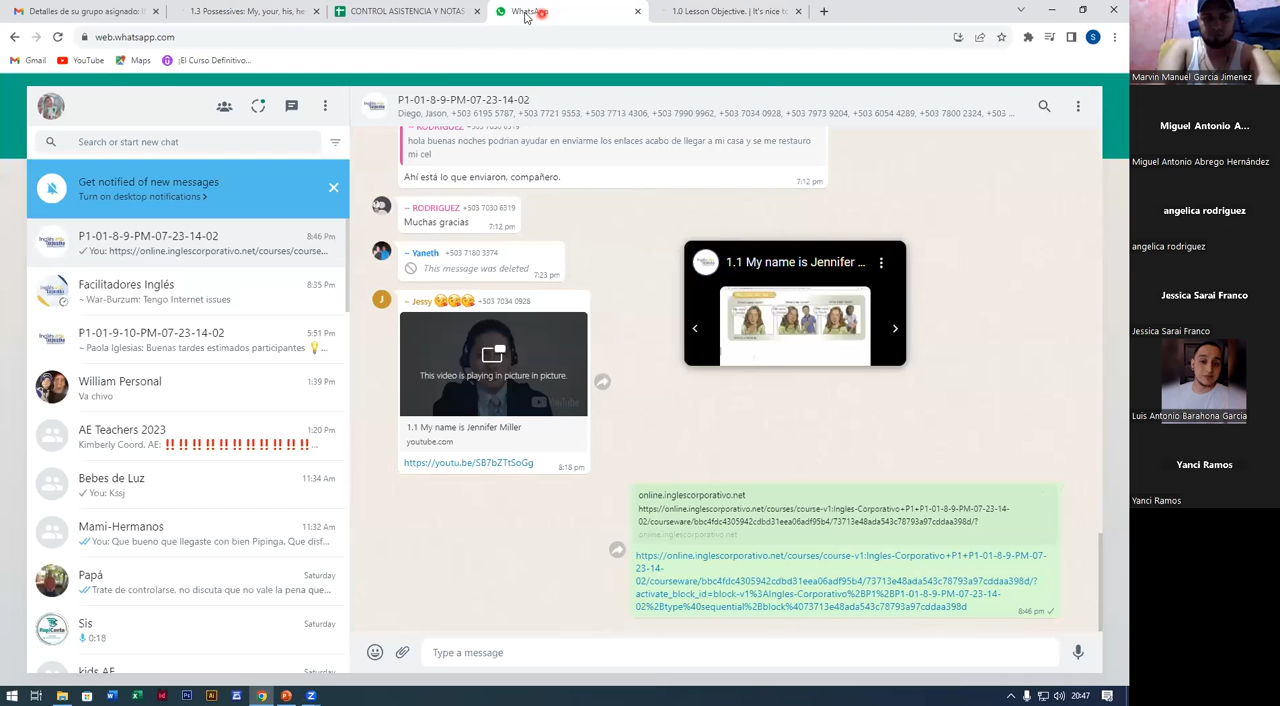 Detalles de su grupo asignado: I
1.3 Possessives: My, your, his, he
CONTROL ASISTENCIA Y NOTAS
WhatsApp
1.0 Lesson Objective. | It's nice to
web.whatsapp.com
Gmail
YouTube
Maps
¡El Curso Definitivo...
S
Search or start new chat
Get notified of new messages
Turn on desktop notifications >
P1-01-8-9-PM-07-23-14-02
8:46 Pm
You: https://online.inglescorporativo.net/courses/course...
Facilitadores Inglés
8:35 Pm
~ War-Burzum: Tengo Internet issues
P1-01-9-10-PM-07-23-14-02
5:51 Pm
~ Paola Iglesias: Buenas tardes estimados participantes
William Personal
1:39 Pm
Va chivo
AE Teachers 2023
1:20 Pm
Kimberly Coord. AE:
Bebes de Luz
11:34 Am
You: Kssj
Mami-Hermanos
11:32 Am
You: Que bueno que llegaste con bien Pipinga, Que disf...
Papá
Saturday
Trate de controlarse, no discuta que no vale la pena que...
Sis
Saturday
0:18
kids AF
Saturday
P1-01-8-9-PM-07-23-14-02
Diego, Jason, +503 6195 5787, +503 7721 9553, +503 7713 4306, +503 7990 9962, +503 7034 0928, +503 7973 9204, +503 6054 4289, +503 7800 2324, +503 ...
~ RODRIGUEZ +503 7030 6319
hola buenas noches podrían ayudar en enviarme los enlaces acabo de llegar a mi casa y se me restauro
mi cel
Ahí está lo que enviaron, compañero.
7:12 pm
~ RODRIGUEZ +503 7030 6319
Muchas gracias
7:12 pm
~ Yaneth +503 7180 3374
This message was deleted
7:23 pm
J
~ Jessy +503 7034 0928
This video is playing in picture in picture.
YouTube
1.1 My name is Jennifer Miller
youtube.com
https://youtu.be/SB7bZTtSoGg
8:18 pm
1.1 My name is Jennifer ...
online.inglescorporativo.net
https://online.inglescorporativo.net/courses/course-v1:Ingles-Corporativo+P1+P1-01-8-9-PM-07-23-14-
02/courseware/bbc4fdc4305942cdbd31eea06adf95b4/73713e48ada543c78793a97cddaa398d/?
online.inglescorporativo.net
https://online.inglescorporativo.net/courses/course-v1:Ingles-Corporativo+P1+P1-01-8-9-PM-07-
23-14-
02/courseware/bbc4fdc4305942cdbd31eea06adf95b4/73713e48ada543c78793a97cddaa398d/?
activate_block_id=block-v1%3AIngles-Corporativo%2BP1%2BP1-01-8-9-PM-07-23-14-
02%2Btype%40sequential%2Bblock%4073713e48ada543c78793a97cddaa398d
8:46 pm
Type a message
Marvin Manuel Garcia Jimenez
Miguel Antonio A...
Miguel Antonio Abrego Hernández
angelica rodriguez
angelica rodriguez
Jessica Sarai Franco
Jessica Sarai Franco
Luis Antonio Barahona Garcia
Yanci Ramos
Yanci Ramos
20:47